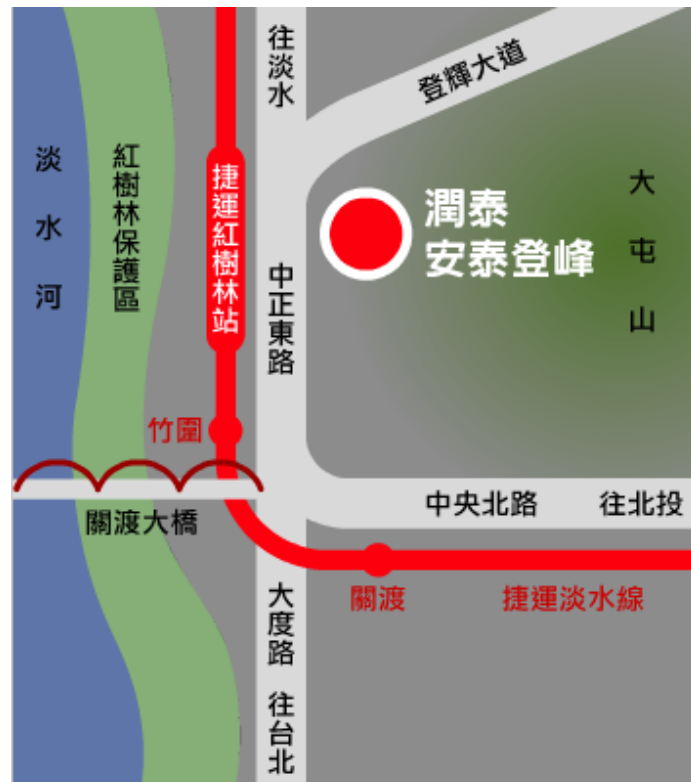 往淡水
登輝大道
淡水河
紅樹林保護區
捷運紅樹林站
中正東路
潤泰
安泰登峰
大屯山
竹圍
關渡大橋
中央北路
往北投
關渡
捷運淡水線
大度路
往台北